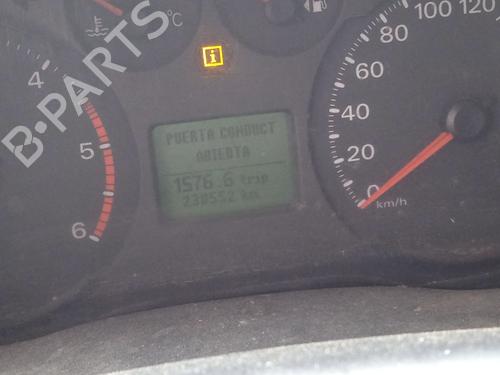 B-PARTS
°C
i
4
5
6
PUERTA CONDUCT
ABIERTA
1576.6 trip
230552 km
0
20
40
60
80
100
120
km/h